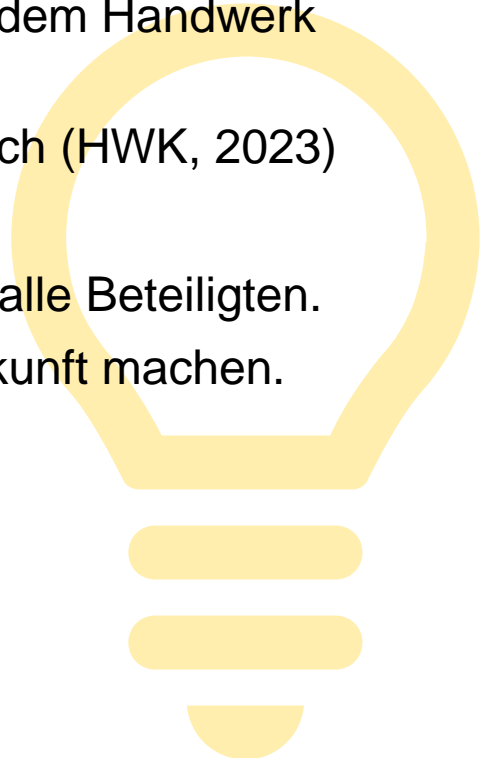 dem Handwerk
ch (HWK, 2023)
alle Beteiligten.
kunft machen.